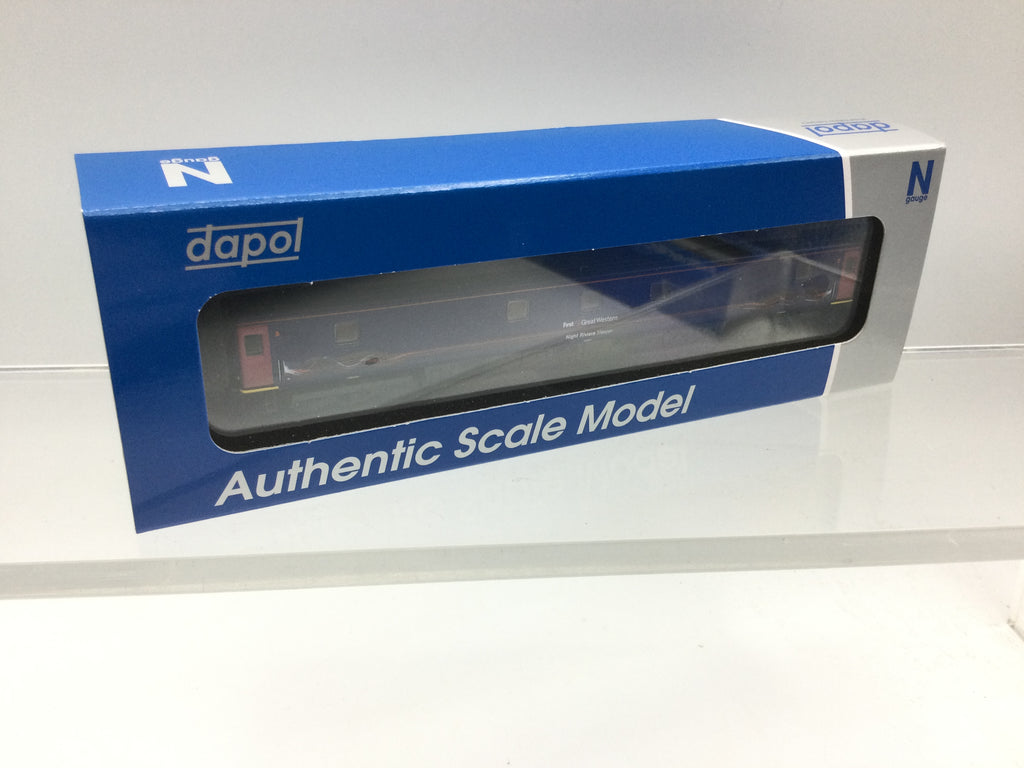 N
gauge
dapol
dapol
N
gauge
First Great Western
Night Riviera Sleeper
Authentic Scale Model